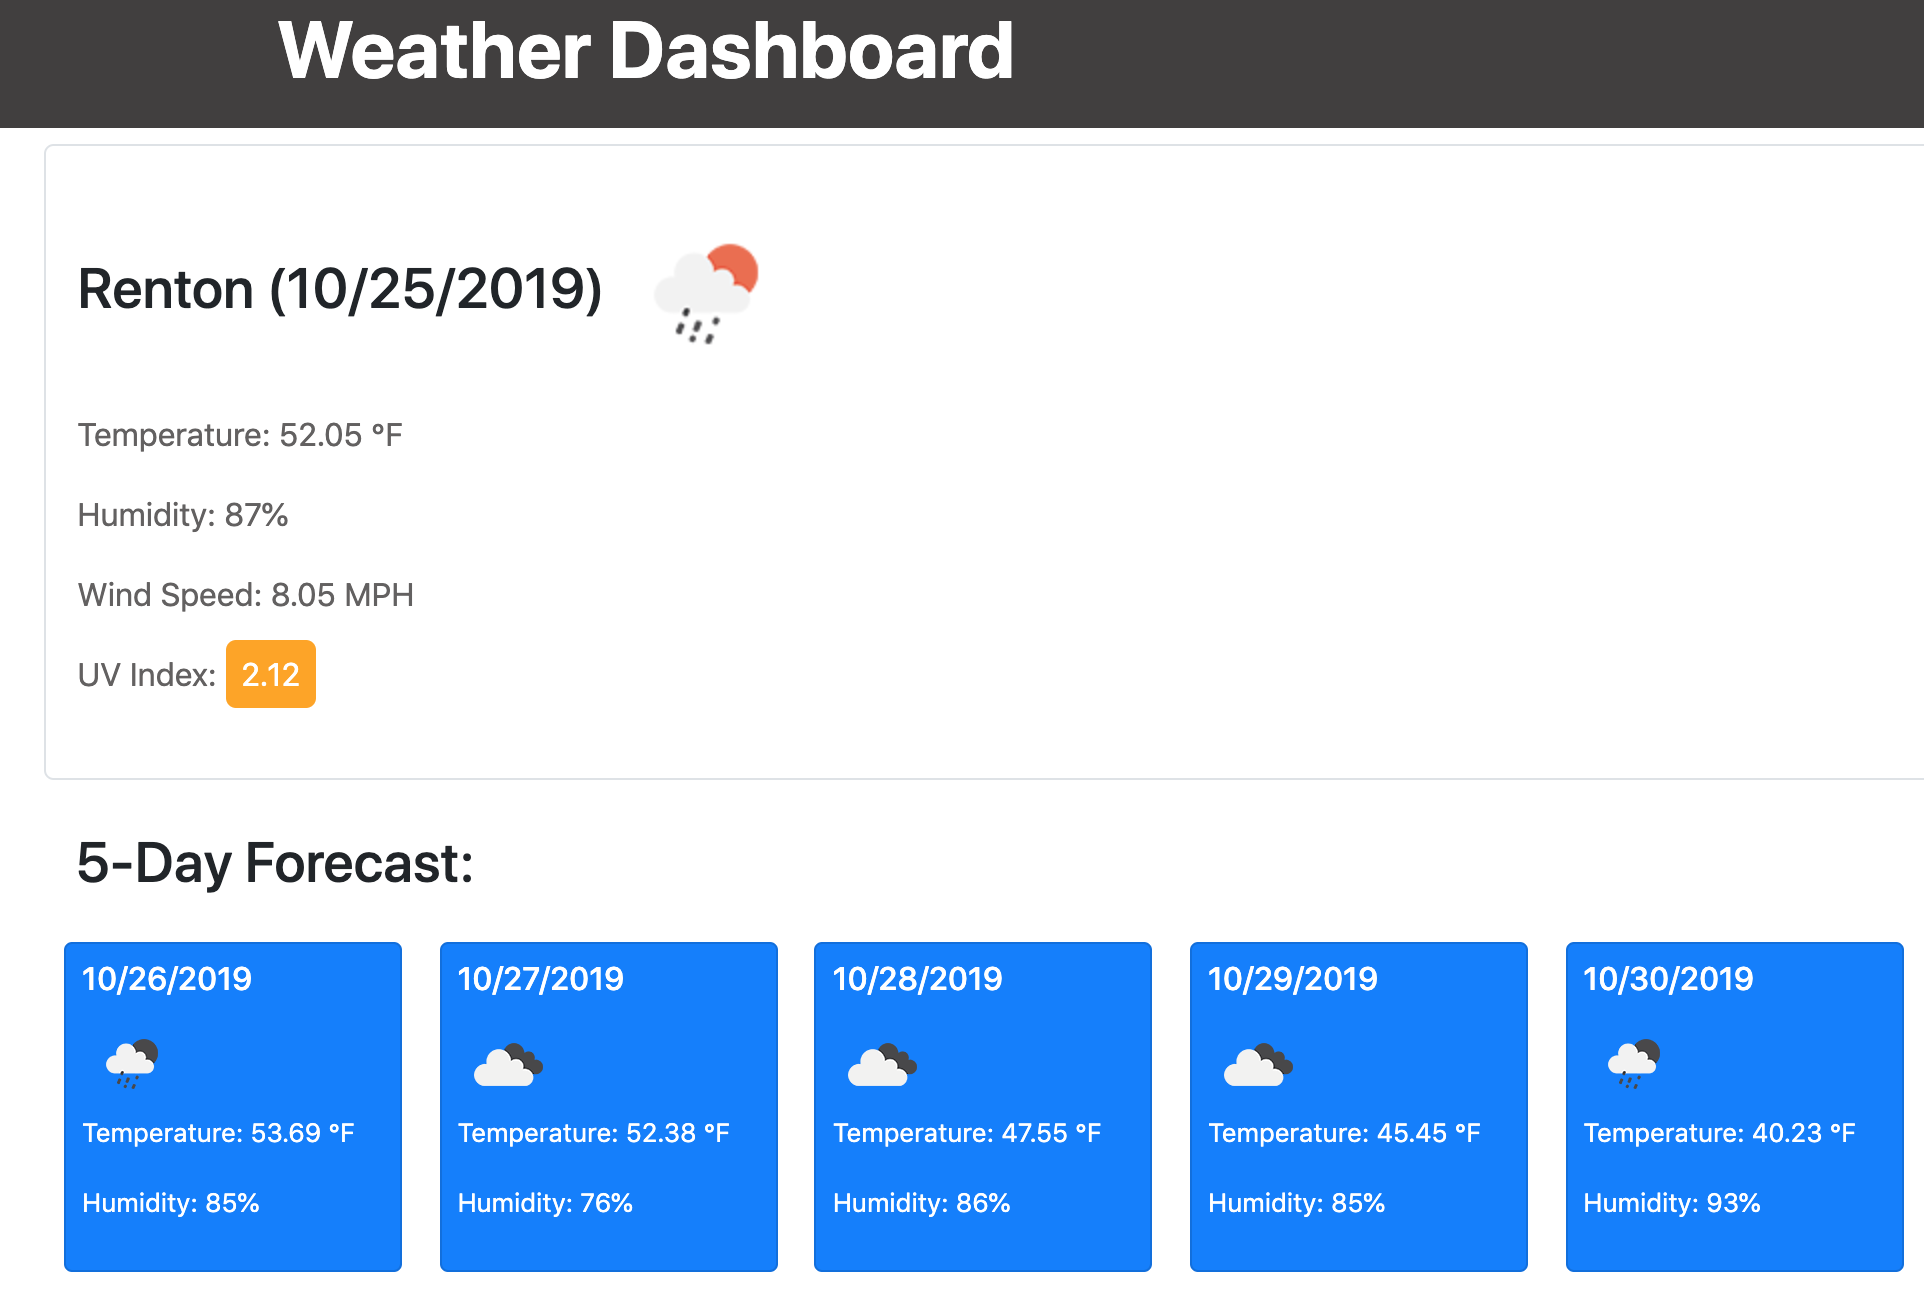 Weather Dashboard
Renton (10/25/2019)
Temperature: 52.05 °F
Humidity: 87%
Wind Speed: 8.05 MPH
UV Index: 2.12
5-Day Forecast:
10/26/2019
Temperature: 53.69 °F
Humidity: 85%
10/27/2019
Temperature: 52.38 °F
Humidity: 76%
10/28/2019
Temperature: 47.55 °F
Humidity: 86%
10/29/2019
Temperature: 45.45 °F
Humidity: 85%
10/30/2019
Temperature: 40.23 °F
Humidity: 93%